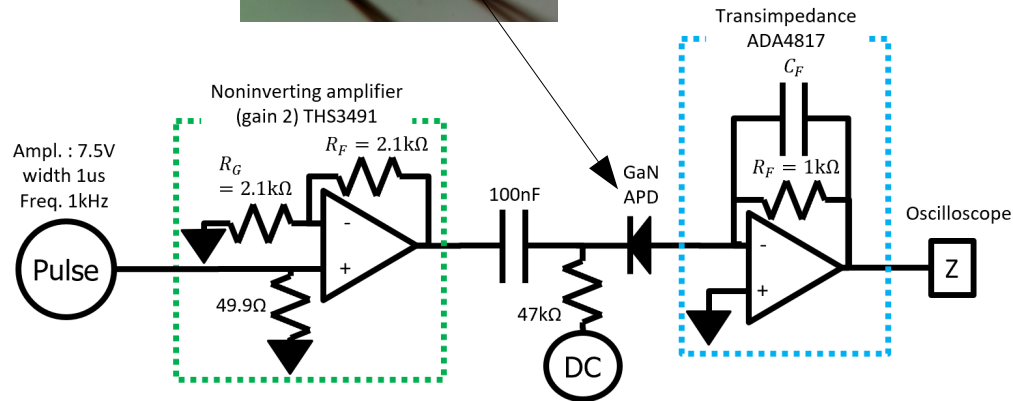 Transimpedance
ADA4817
C_F
Noninverting amplifier
(gain 2) THS3491
R_F = 2.1kΩ
R_F = 1kΩ
Ampl. : 7.5V
width 1us
Freq. 1kHz
R_G
= 2.1kΩ
GaN
APD
100nF
Oscilloscope
-
-
Pulse
+
Z
+
49.9Ω
47kΩ
DC